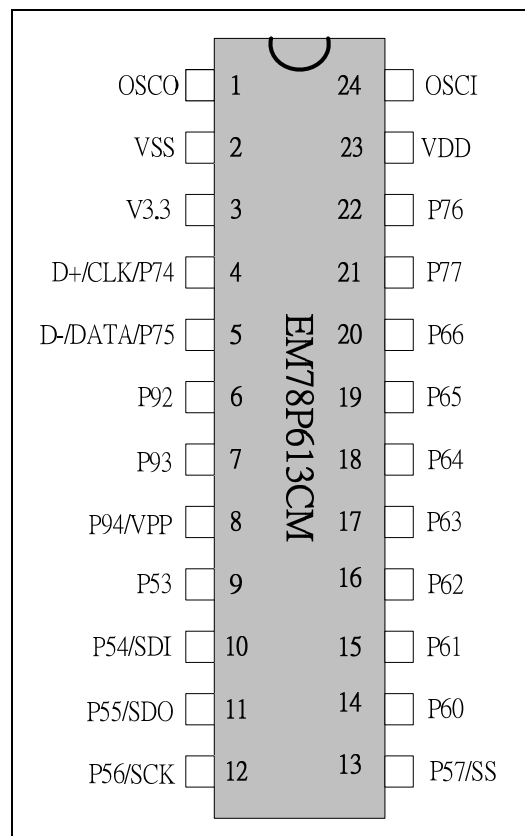 OSCO 1 24 OSCI
VSS 2 23 VDD
V3.3 3 22 P76
D+/CLK/P74 4 21 P77
D-/DATA/P75 5 20 P66
P92 6 19 P65
P93 7 18 P64
P94/VPP 8 17 P63
P53 9 16 P62
P54/SDI 10 15 P61
P55/SDO 11 14 P60
P56/SCK 12 13 P57/SS
EM78P613CM